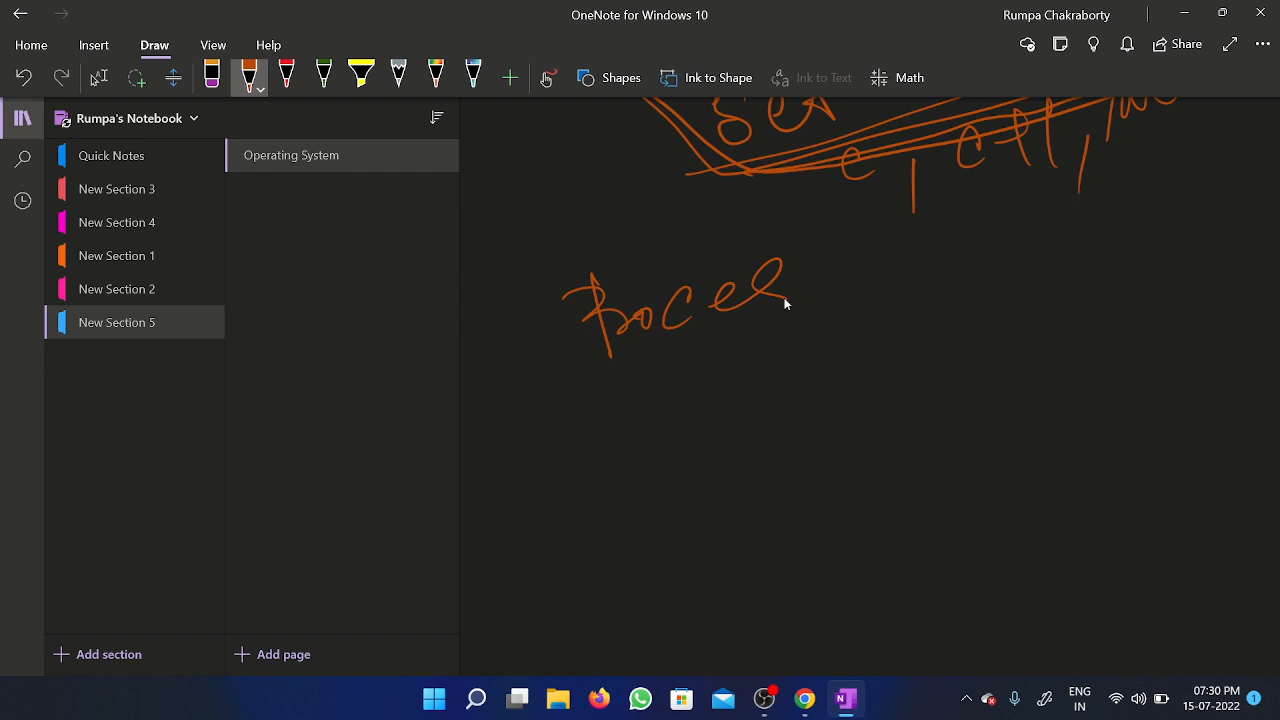 OneNote for Windows 10
Rumpa Chakraborty
Home Insert Draw View Help
Share
Shapes Ink to Shape Ink to Text Math
Rumpa's Notebook
Quick Notes
New Section 3
New Section 4
New Section 1
New Section 2
New Section 5
Operating System
Add section
Add page
ENG
IN
07:30 PM
15-07-2022
1